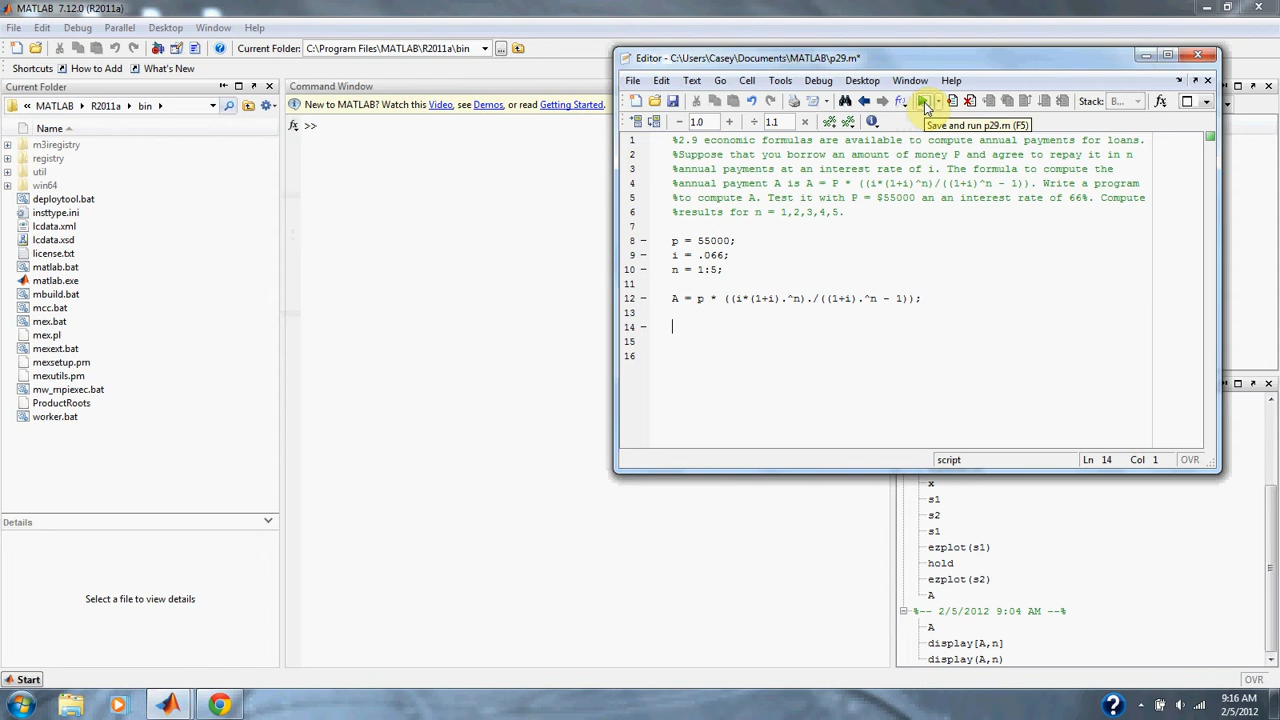 MATLAB 7.12.0 (R2011a)
File Edit Debug Parallel Desktop Window Help
Current Folder: C:\Program Files\MATLAB\R2011a\bin
Shortcuts How to Add What's New
Current Folder
MATLAB R2011a bin
Name
m3iregistry
registry
util
win64
deploytool.bat
insttype.ini
lcdata.xml
lcdata.xsd
license.txt
matlab.bat
matlab.exe
mbuild.bat
mcc.bat
mex.bat
mex.pl
mexext.bat
mexsetup.pm
mexutils.pm
mw_mpiexec.bat
ProductRoots
worker.bat
Details
Select a file to view details
Command Window
New to MATLAB? Watch this Video, see Demos, or read Getting Started.
fx >>
Editor - C:\Users\Casey\Documents\MATLAB\p29.m*
File Edit Text Go Cell Tools Debug Desktop Window Help
Stack: B... fx
1.0 1.1
Save and run p29.m (F5)
1 %2.9 economic formulas are available to compute annual payments for loans.
2 %Suppose that you borrow an amount of money P and agree to repay it in n
3 %annual payments at an interest rate of i. The formula to compute the
4 %annual payment A is A = P * ((i*(1+i)^n)/((1+i)^n - 1)). Write a program
5 %to compute A. Test it with P = $55000 an an interest rate of 66%. Compute
6 %results for n = 1,2,3,4,5.
7
8 p = 55000;
9 i = .066;
10 n = 1:5;
11
12 A = p * ((i*(1+i).^n)./((1+i).^n - 1));
13
14
15
16
script Ln 14 Col 1 OVR
x
s1
s2
s1
ezplot(s1)
hold
ezplot(s2)
A
%-- 2/5/2012 9:04 AM --%
A
display[A,n]
display(A,n)
Start
OVR
9:16 AM
2/5/2012